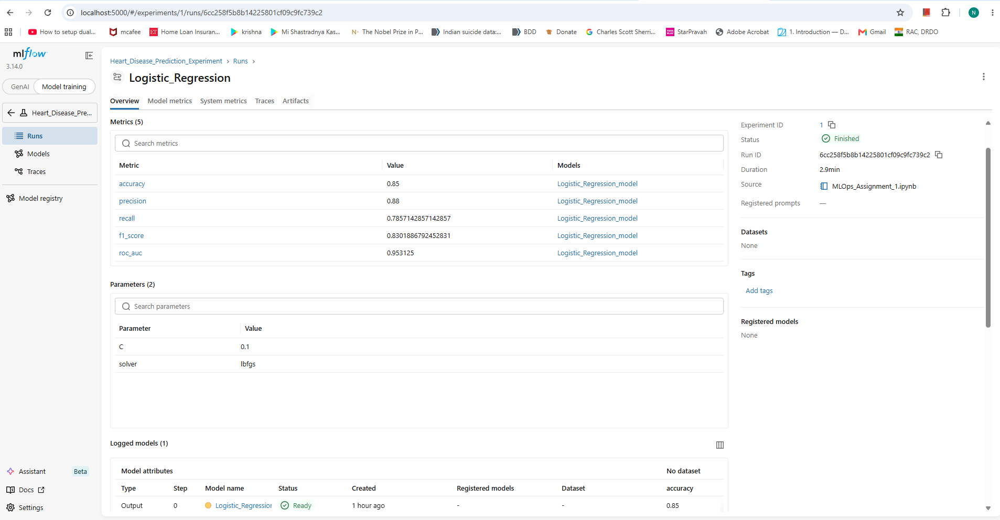 localhost:5000/#/experiments/1/runs/6cc258f5b8b14225801cf09c9fc739c2
How to setup dual... mcafee Home Loan Insuran... krishna Mi Shastradnya Kas... The Nobel Prize in P... Indian suicide data:... BDD Donate Charles Scott Sherri... StarPravah Adobe Acrobat 1. Introduction — D... Gmail RAC, DRDO
mlflow
3.14.0
GenAI Model training
Heart_Disease_Pre...
Runs
Models
Traces
Model registry
Assistant Beta
Docs
Settings
Heart_Disease_Prediction_Experiment › Runs ›
Logistic_Regression
Overview Model metrics System metrics Traces Artifacts
Metrics (5)
Search metrics
Metric Value Models
accuracy 0.85 Logistic_Regression_model
precision 0.88 Logistic_Regression_model
recall 0.7857142857142857 Logistic_Regression_model
f1_score 0.8301886792452831 Logistic_Regression_model
roc_auc 0.953125 Logistic_Regression_model
Parameters (2)
Search parameters
Parameter Value
C 0.1
solver lbfgs
Logged models (1)
Model attributes No dataset
Type Step Model name Status Created Registered models Dataset accuracy
Output 0 Logistic_Regression Ready 1 hour ago - - 0.85
Experiment ID 1
Status Finished
Run ID 6cc258f5b8b14225801cf09c9fc739c2
Duration 2.9min
Source MLOps_Assignment_1.ipynb
Registered prompts —
Datasets
None
Tags
Add tags
Registered models
None
N